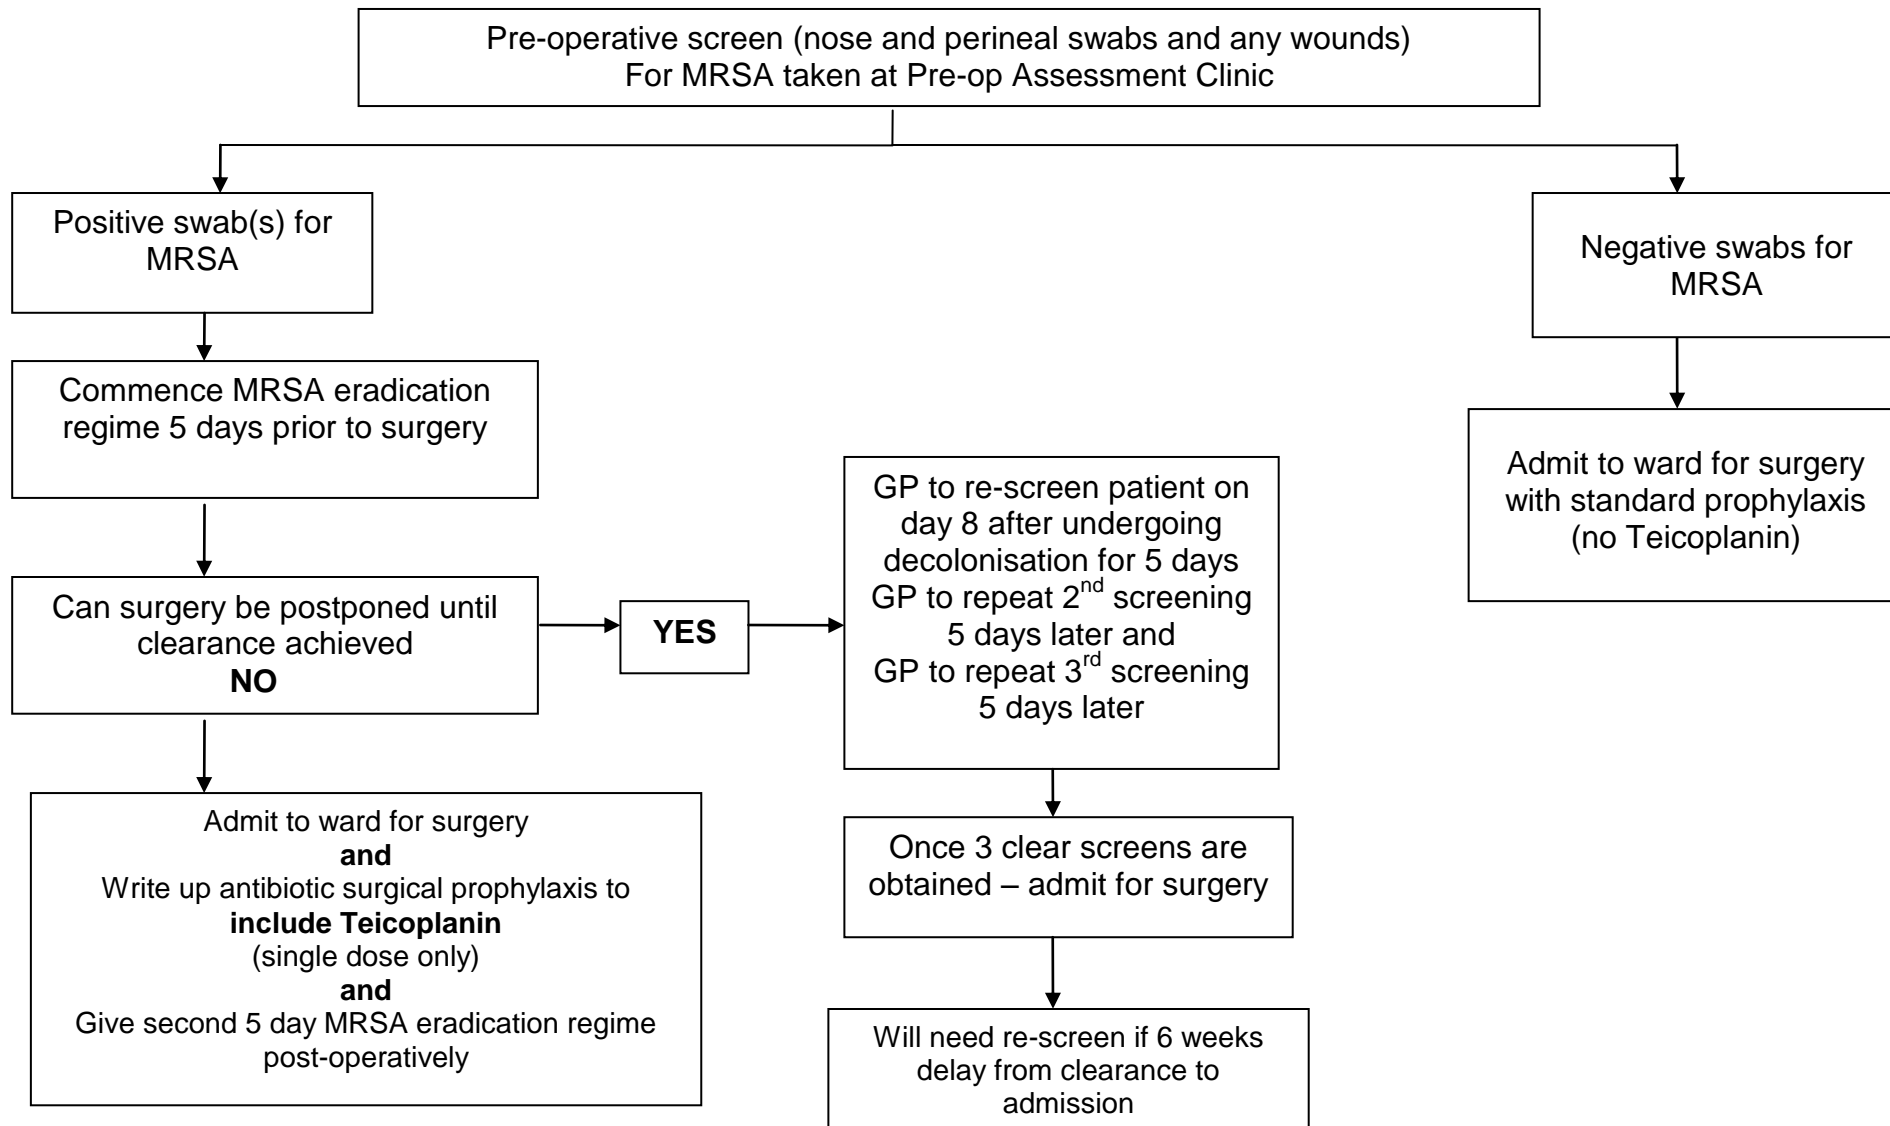 Pre-operative screen (nose and perineal swabs and any wounds)
For MRSA taken at Pre-op Assessment Clinic
Positive swab(s) for
MRSA
Negative swabs for
MRSA
Commence MRSA eradication
regime 5 days prior to surgery
Admit to ward for surgery
with standard prophylaxis
(no Teicoplanin)
Can surgery be postponed until
clearance achieved
NO
YES
GP to re-screen patient on
day 8 after undergoing
decolonisation for 5 days
GP to repeat 2nd screening
5 days later and
GP to repeat 3rd screening
5 days later
Admit to ward for surgery
and
Write up antibiotic surgical prophylaxis to
include Teicoplanin
(single dose only)
and
Give second 5 day MRSA eradication regime
post-operatively
Once 3 clear screens are
obtained – admit for surgery
Will need re-screen if 6 weeks
delay from clearance to
admission